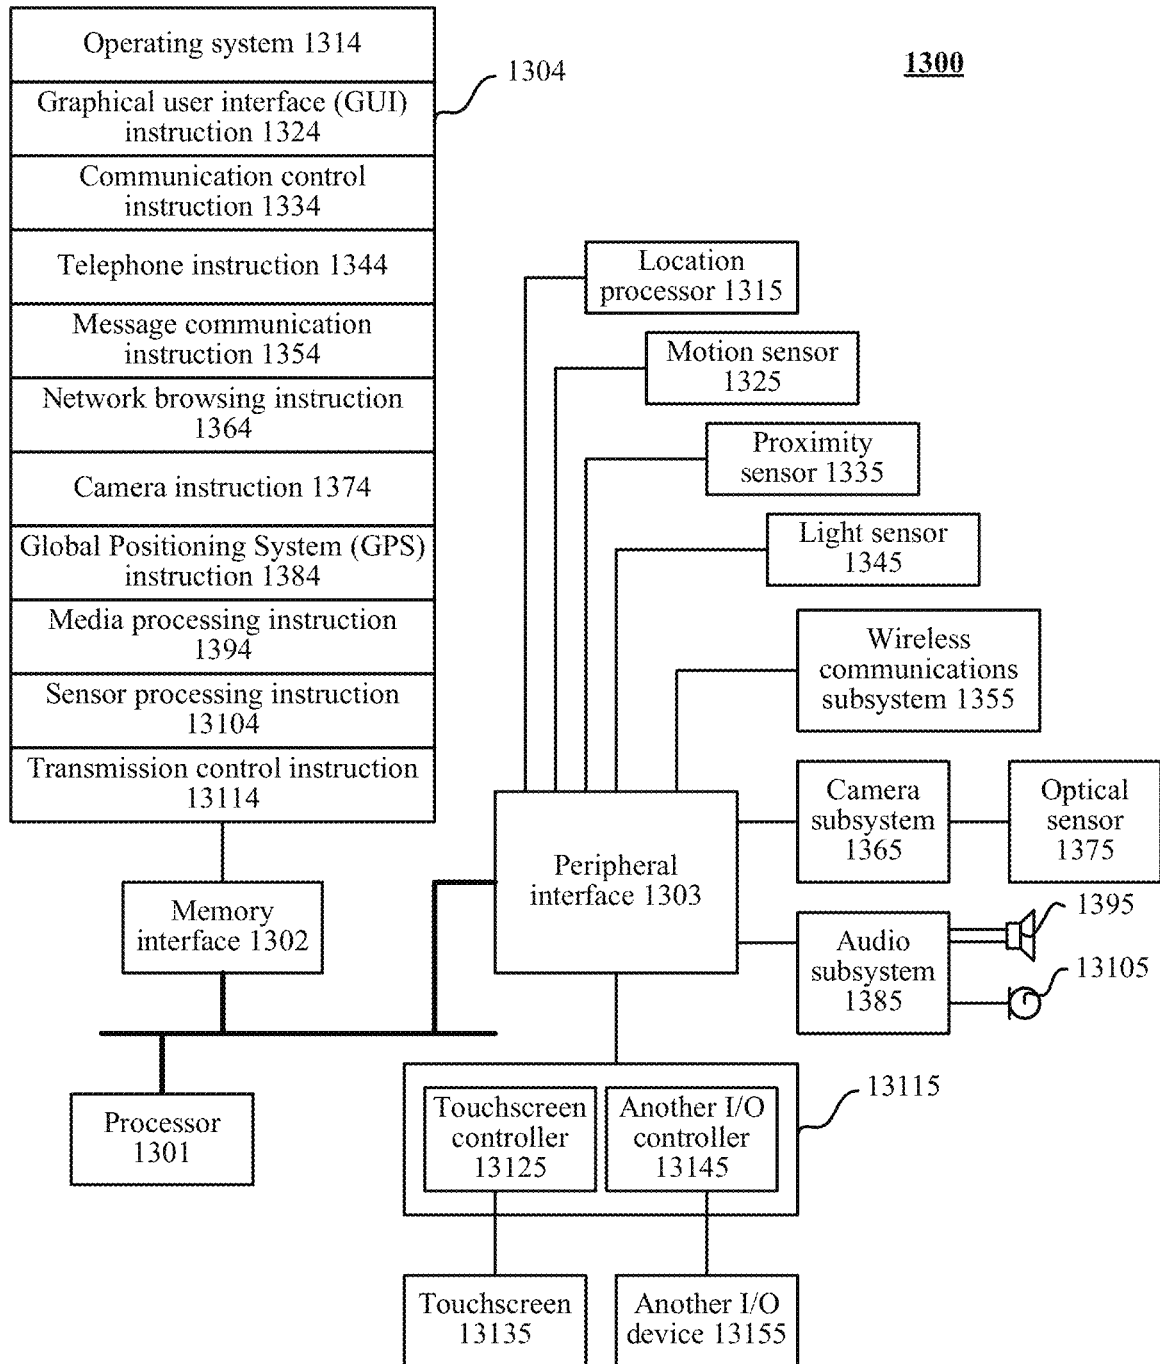 Operating system 1314
Graphical user interface (GUI)
instruction 1324
Communication control
instruction 1334
Telephone instruction 1344
Message communication
instruction 1354
Network browsing instruction
1364
Camera instruction 1374
Global Positioning System (GPS)
instruction 1384
Media processing instruction
1394
Sensor processing instruction
13104
Transmission control instruction
13114
1304
1300
Location
processor 1315
Motion sensor
1325
Proximity
sensor 1335
Light sensor
1345
Wireless
communications
subsystem 1355
Camera
subsystem
1365
Optical
sensor
1375
Peripheral
interface 1303
Memory
interface 1302
Audio
subsystem
1385
1395
13105
Processor
1301
Touchscreen
controller
13125
Another I/O
controller
13145
13115
Touchscreen
13135
Another I/O
device 13155